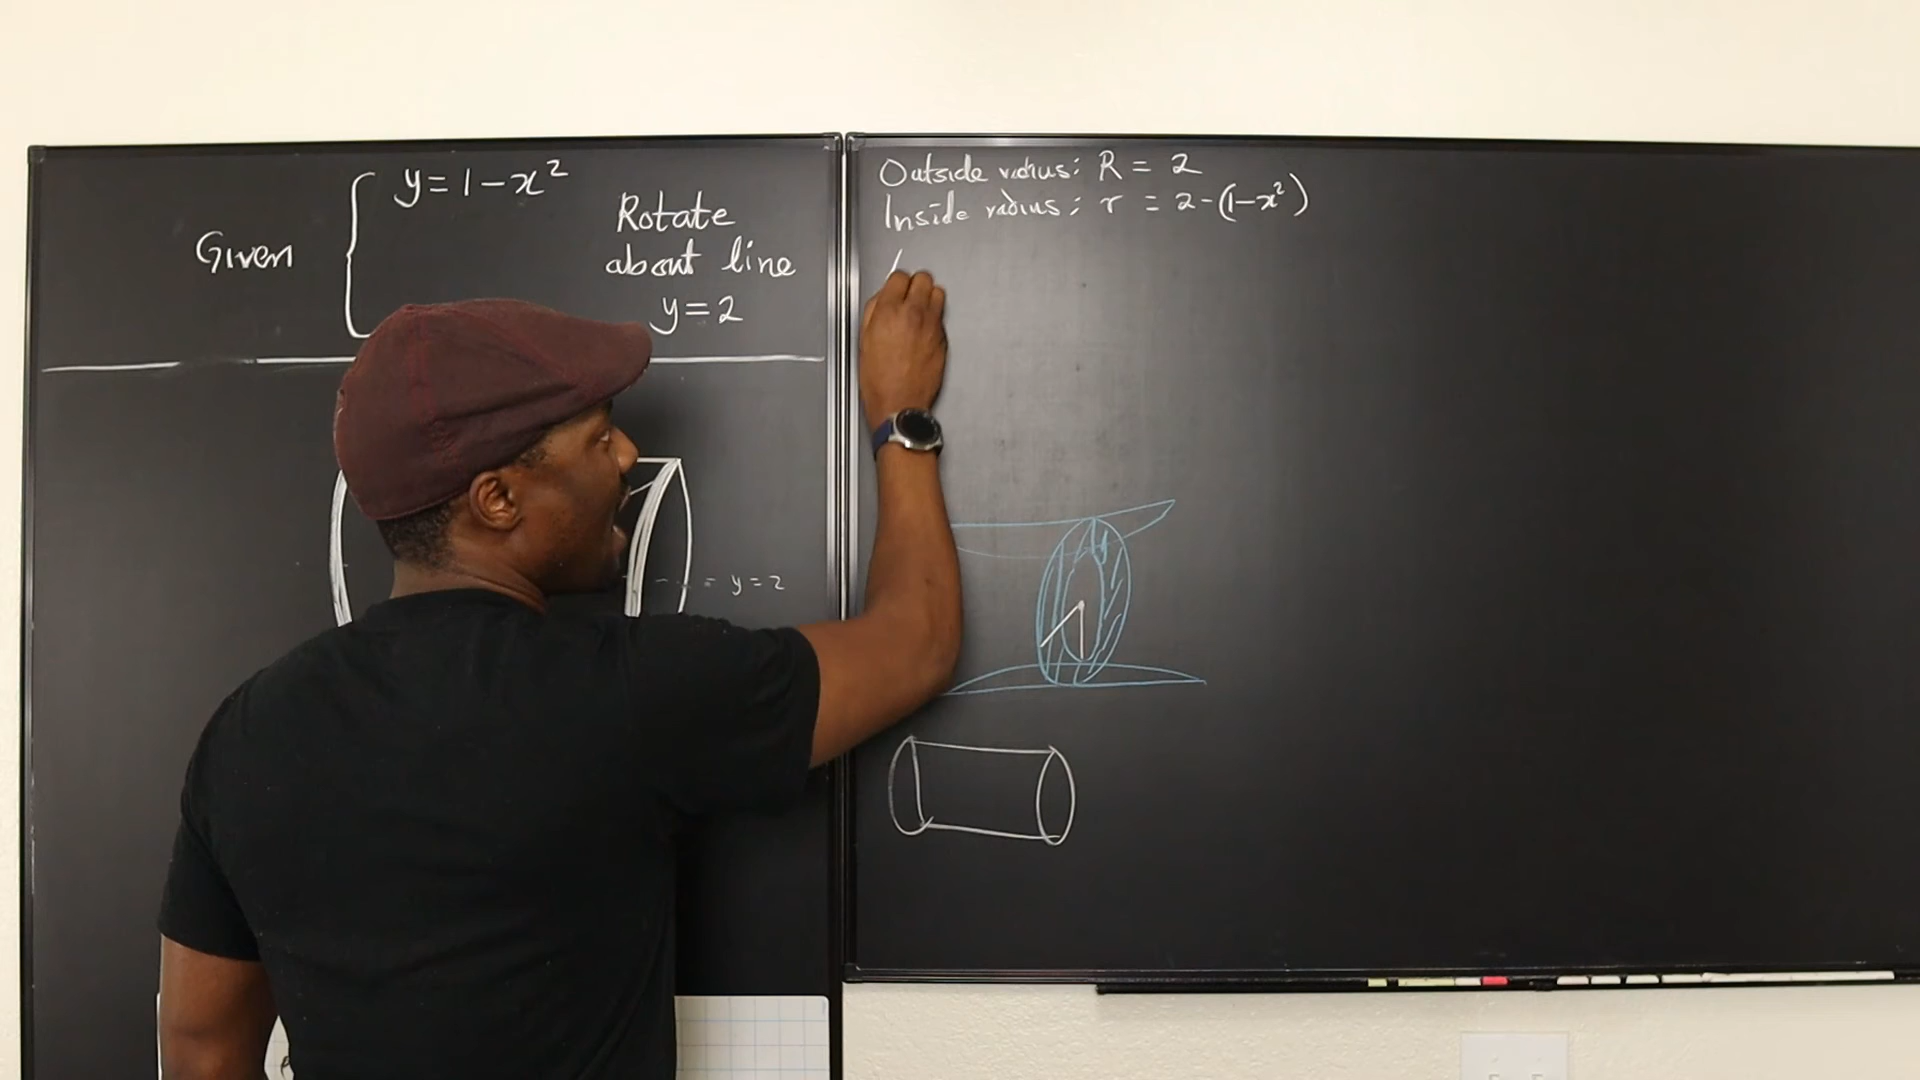 Given
y = 1 - x²
Rotate
about line
y = 2
= y = 2
Outside radius: R = 2
Inside radius: r = 2 - (1 - x²)